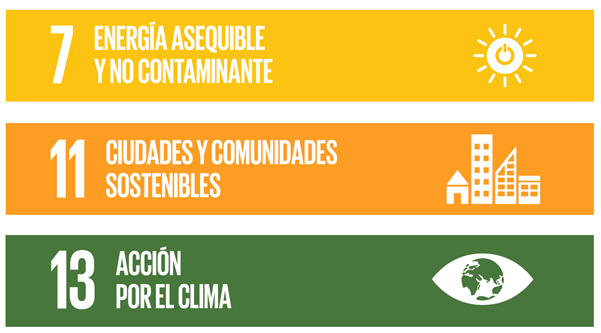 7 ENERGÍA ASEQUIBLE
Y NO CONTAMINANTE
11 CIUDADES Y COMUNIDADES
SOSTENIBLES
13 ACCIÓN
POR EL CLIMA